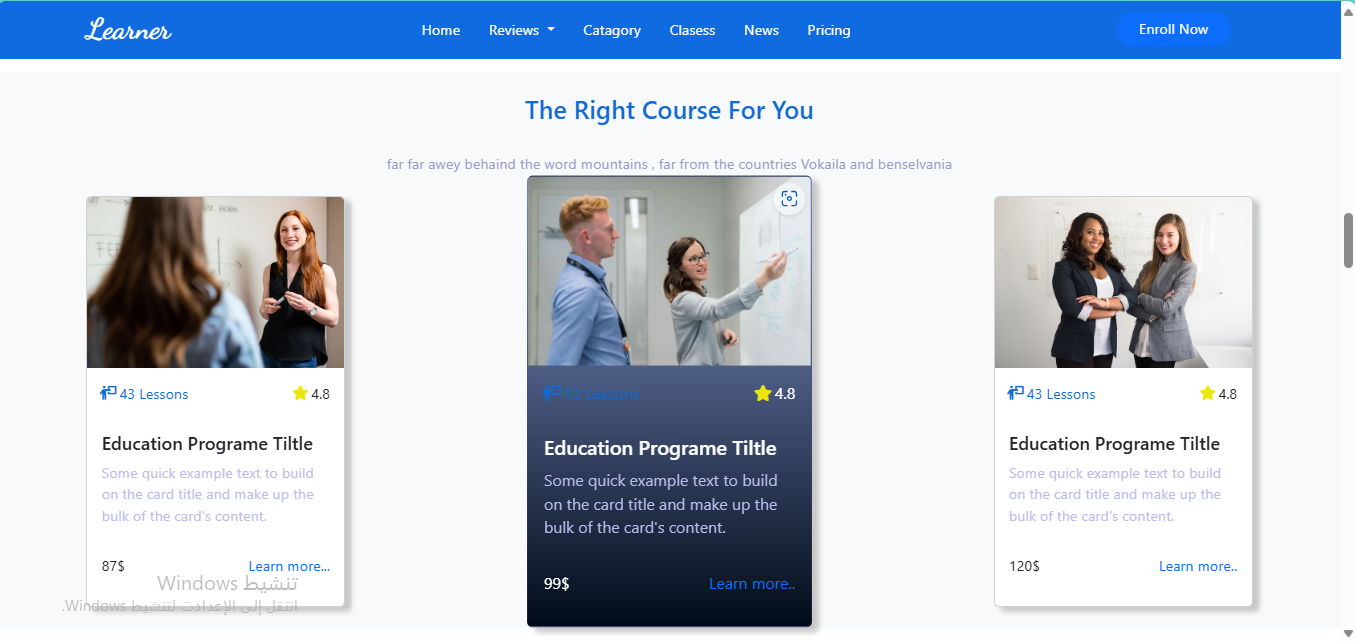 Learner
Home Reviews Catagory Clasess News Pricing
Enroll Now
The Right Course For You
far far awey behaind the word mountains , far from the countries Vokaila and benselvania
43 Lessons 4.8
Education Programe Tiltle
Some quick example text to build
on the card title and make up the
bulk of the card's content.
87$ Learn more...
43 Lessons 4.8
Education Programe Tiltle
Some quick example text to build
on the card title and make up the
bulk of the card's content.
99$ Learn more..
43 Lessons 4.8
Education Programe Tiltle
Some quick example text to build
on the card title and make up the
bulk of the card's content.
120$ Learn more..
تنشيط Windows
انتقل إلى الإعدادت لتنشيط Windows.